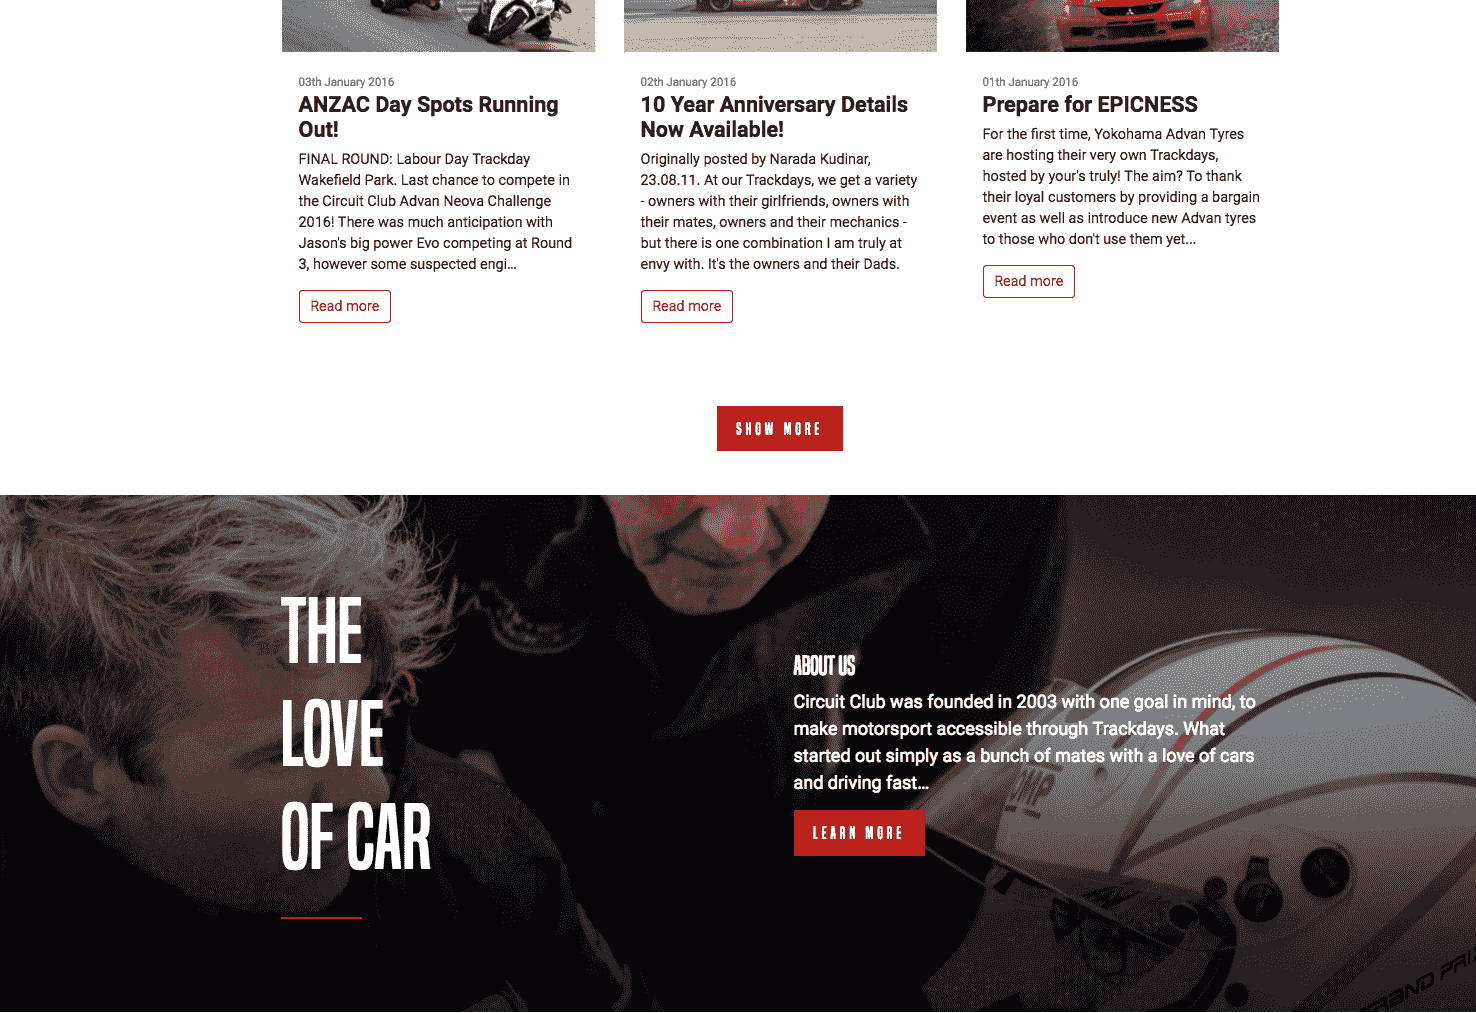 03th January 2016
ANZAC Day Spots Running
Out!
FINAL ROUND: Labour Day Trackday
Wakefield Park. Last chance to compete in
the Circuit Club Advan Neova Challenge
2016! There was much anticipation with
Jason's big power Evo competing at Round
3, however some suspected engi...
Read more
02th January 2016
10 Year Anniversary Details
Now Available!
Originally posted by Narada Kudinar,
23.08.11. At our Trackdays, we get a variety
- owners with their girlfriends, owners with
their mates, owners and their mechanics -
but there is one combination I am truly at
envy with. It's the owners and their Dads.
Read more
01th January 2016
Prepare for EPICNESS
For the first time, Yokohama Advan Tyres
are hosting their very own Trackdays,
hosted by your's truly! The aim? To thank
their loyal customers by providing a bargain
event as well as introduce new Advan tyres
to those who don't use them yet...
Read more
SHOW MORE
THE
LOVE
OF CAR
ABOUT US
Circuit Club was founded in 2003 with one goal in mind, to
make motorsport accessible through Trackdays. What
started out simply as a bunch of mates with a love of cars
and driving fast...
LEARN MORE
OMP
GRAND PRI